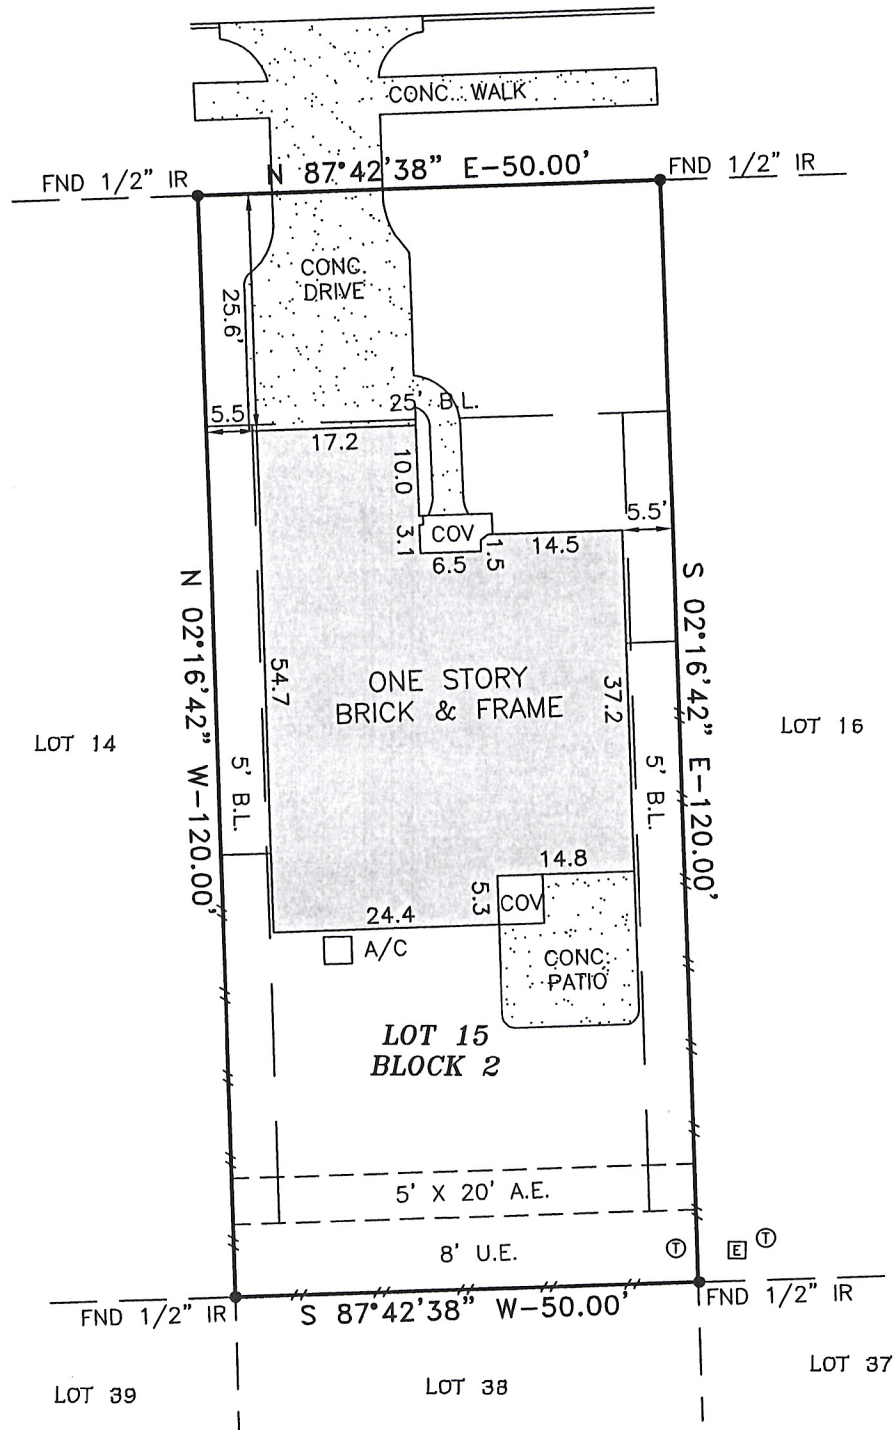 CONC. WALK
FND 1/2" IR
N 87°42'38" E-50.00'
FND 1/2" IR
CONC.
DRIVE
25.6'
5.5
25' B.L.
17.2
10.0
3.1
COV
6.5
1.5
14.5
5.5'
N 02°16'42" W-120.00'
S 02°16'42" E-120.00'
54.7
ONE STORY
BRICK & FRAME
37.2
LOT 14
LOT 16
5' B.L.
5' B.L.
14.8
5.3
COV
24.4
A/C
CONC.
PATIO
LOT 15
BLOCK 2
5' X 20' A.E.
8' U.E.
T
E
T
FND 1/2" IR
S 87°42'38" W-50.00'
FND 1/2" IR
LOT 39
LOT 38
LOT 37